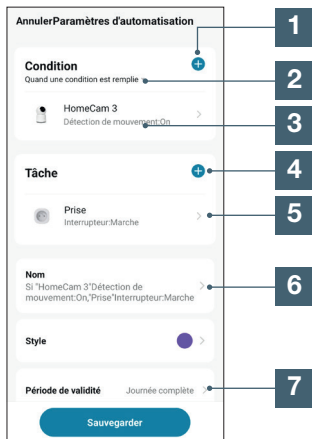 AnnulerParamètres d'automatisation
1
Condition
Quand une condition est remplie
2
HomeCam 3
Détection de mouvement:On
3
Tâche
4
Prise
Interrupteur:Marche
5
Nom
Si "HomeCam 3"Détection de
mouvement:On,"Prise"Interrupteur:Marche
6
Style
Période de validité Journée complète
7
Sauvegarder